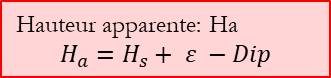 Hauteur apparente: Ha
Hₐ = Hₛ + ε − Dip